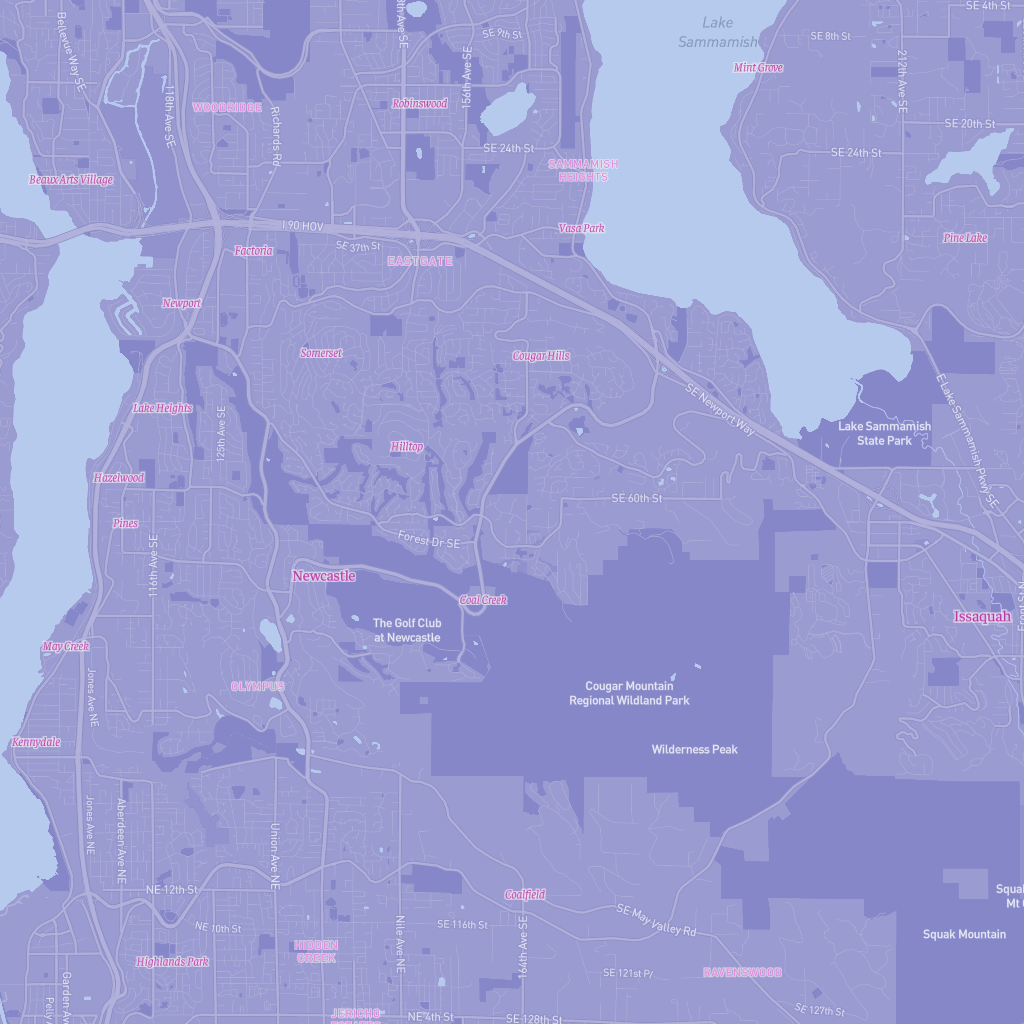 Lake
Sammamish
SE 4th St
Bellevue Way SE
SE 9th St
SE 8th St
156th Ave SE
212th Ave SE
Mint Grove
118th Ave SE
WOODRIDGE
Robinswood
Richards Rd
SE 20th St
SE 24th St
SE 24th St
SAMMAMISH
HEIGHTS
Beaux Arts Village
I 90 HOV
Vasa Park
Pine Lake
Factoria
SE 37th St
EASTGATE
Newport
Somerset
Cougar Hills
SE Newport Way
E Lake Sammamish Pkwy SE
Lake Heights
125th Ave SE
Lake Sammamish
State Park
Hilltop
Hazelwood
SE 60th St
Pines
Forest Dr SE
116th Ave SE
Newcastle
Coal Creek
The Golf Club
at Newcastle
Issaquah
Front St N
May Creek
Jones Ave NE
OLYMPUS
Cougar Mountain
Regional Wildland Park
Kennydale
Wilderness Peak
Jones Ave NE
Aberdeen Ave NE
Union Ave NE
NE 12th St
Coalfield
NE 10th St
Nile Ave NE
SE 116th St
164th Ave SE
SE May Valley Rd
Squak Mountain
HIDDEN
CREEK
Highlands Park
SE 121st Pl
RAVENSWOOD
Garden Av
Pelly A
JERICHO
NE 4th St
SE 128th St
SE 127th St